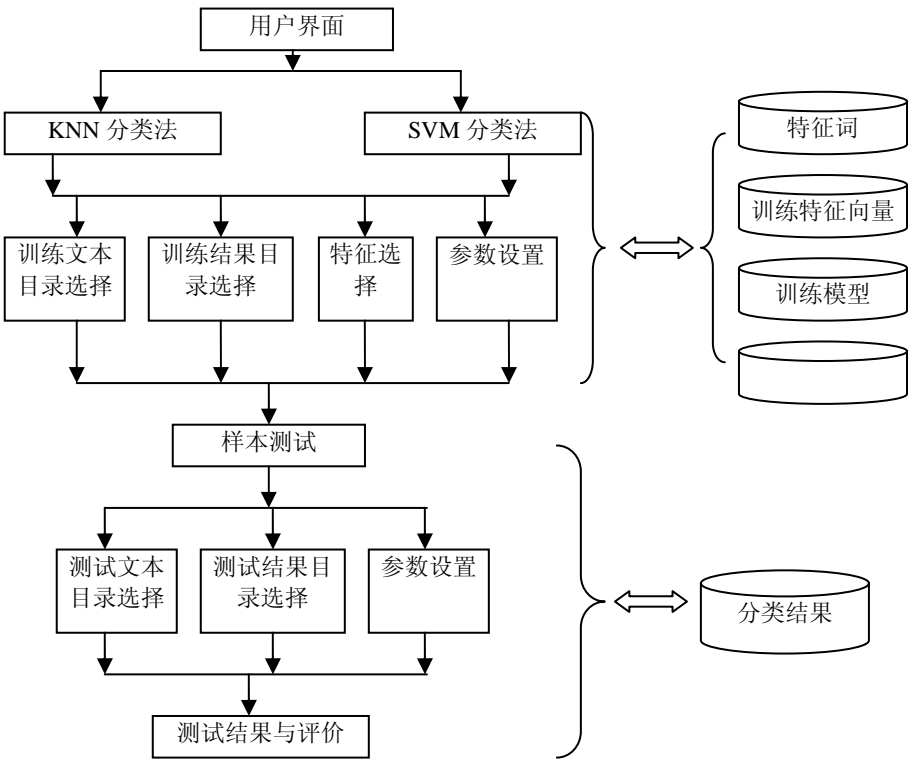 用户界面
KNN 分类法
SVM 分类法
特征词
训练特征向量
训练模型
训练文本
目录选择
训练结果目
录选择
特征选
择
参数设置
样本测试
测试文本
目录选择
测试结果目
录选择
参数设置
分类结果
测试结果与评价